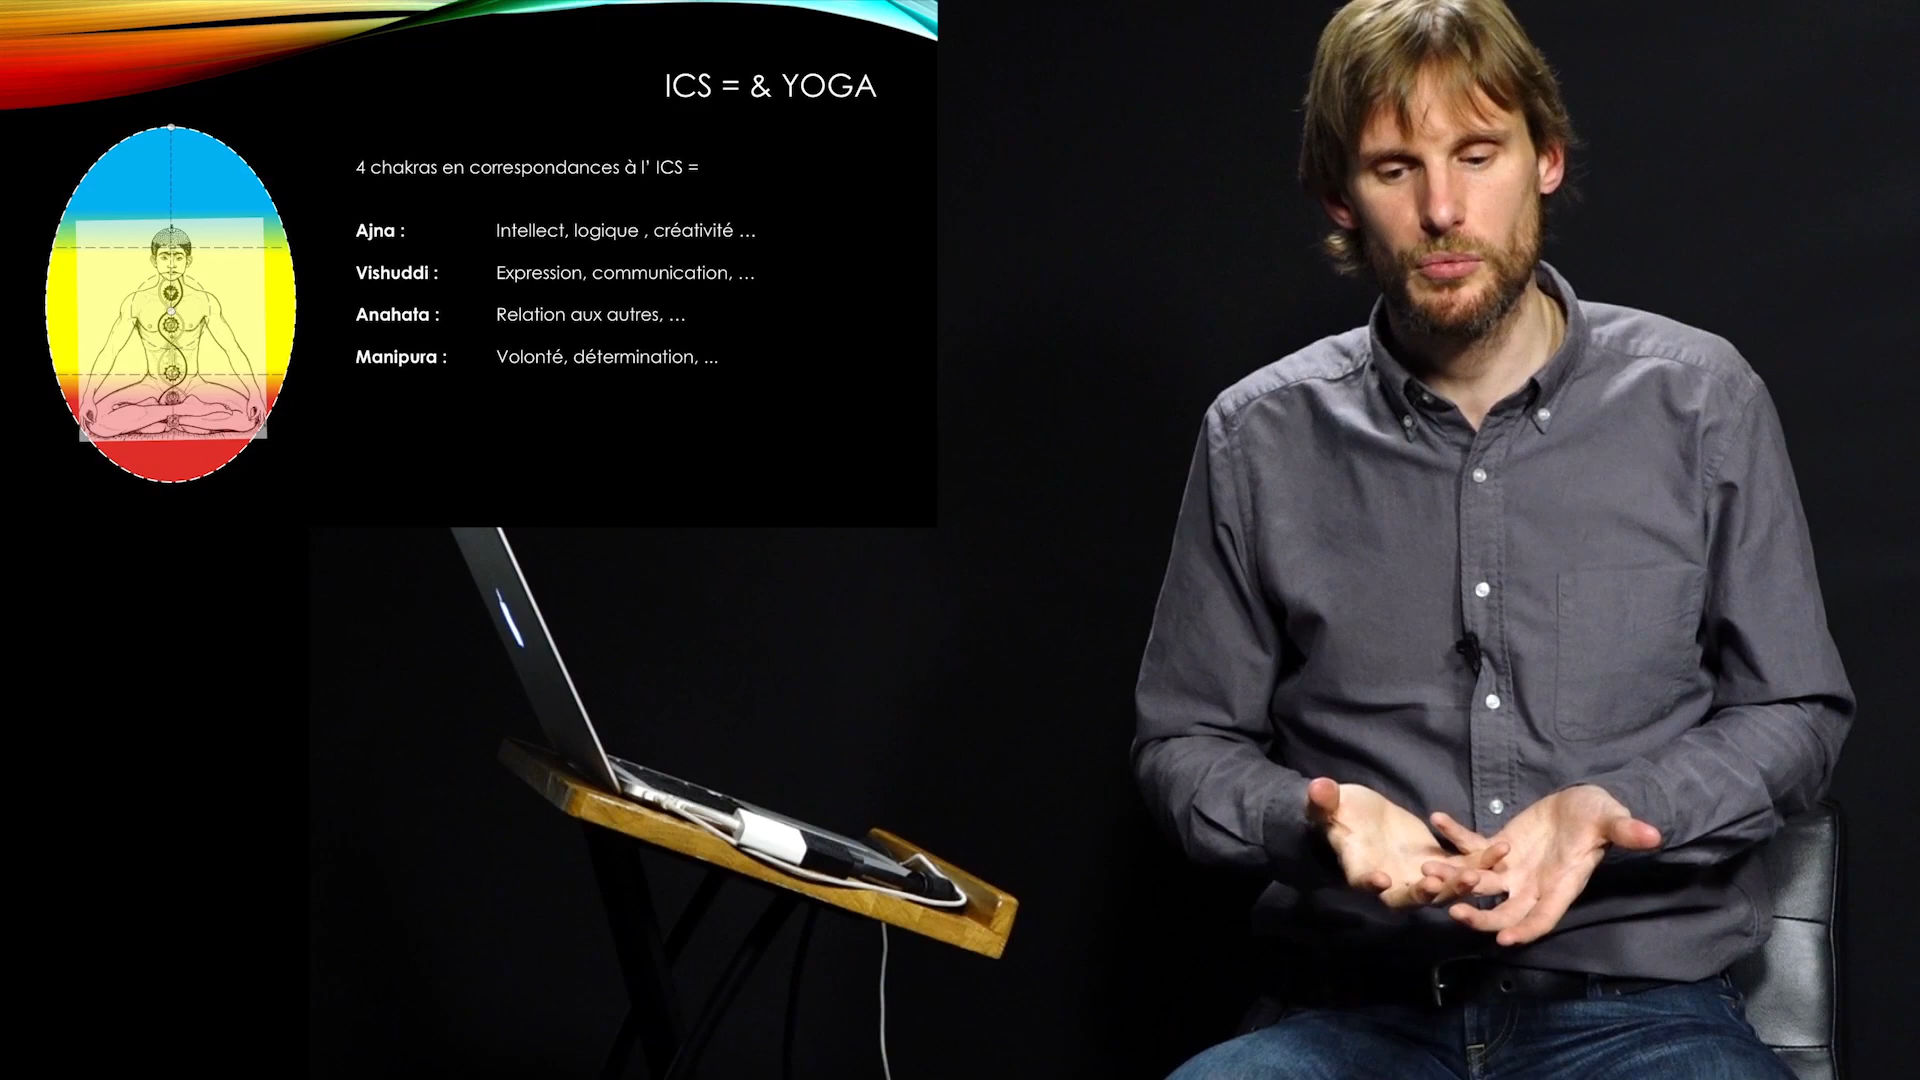 ICS = & YOGA
4 chakras en correspondances à l’ ICS =
Ajna : Intellect, logique , créativité ...
Vishuddi : Expression, communication, ...
Anahata : Relation aux autres, ...
Manipura : Volonté, détermination, ...